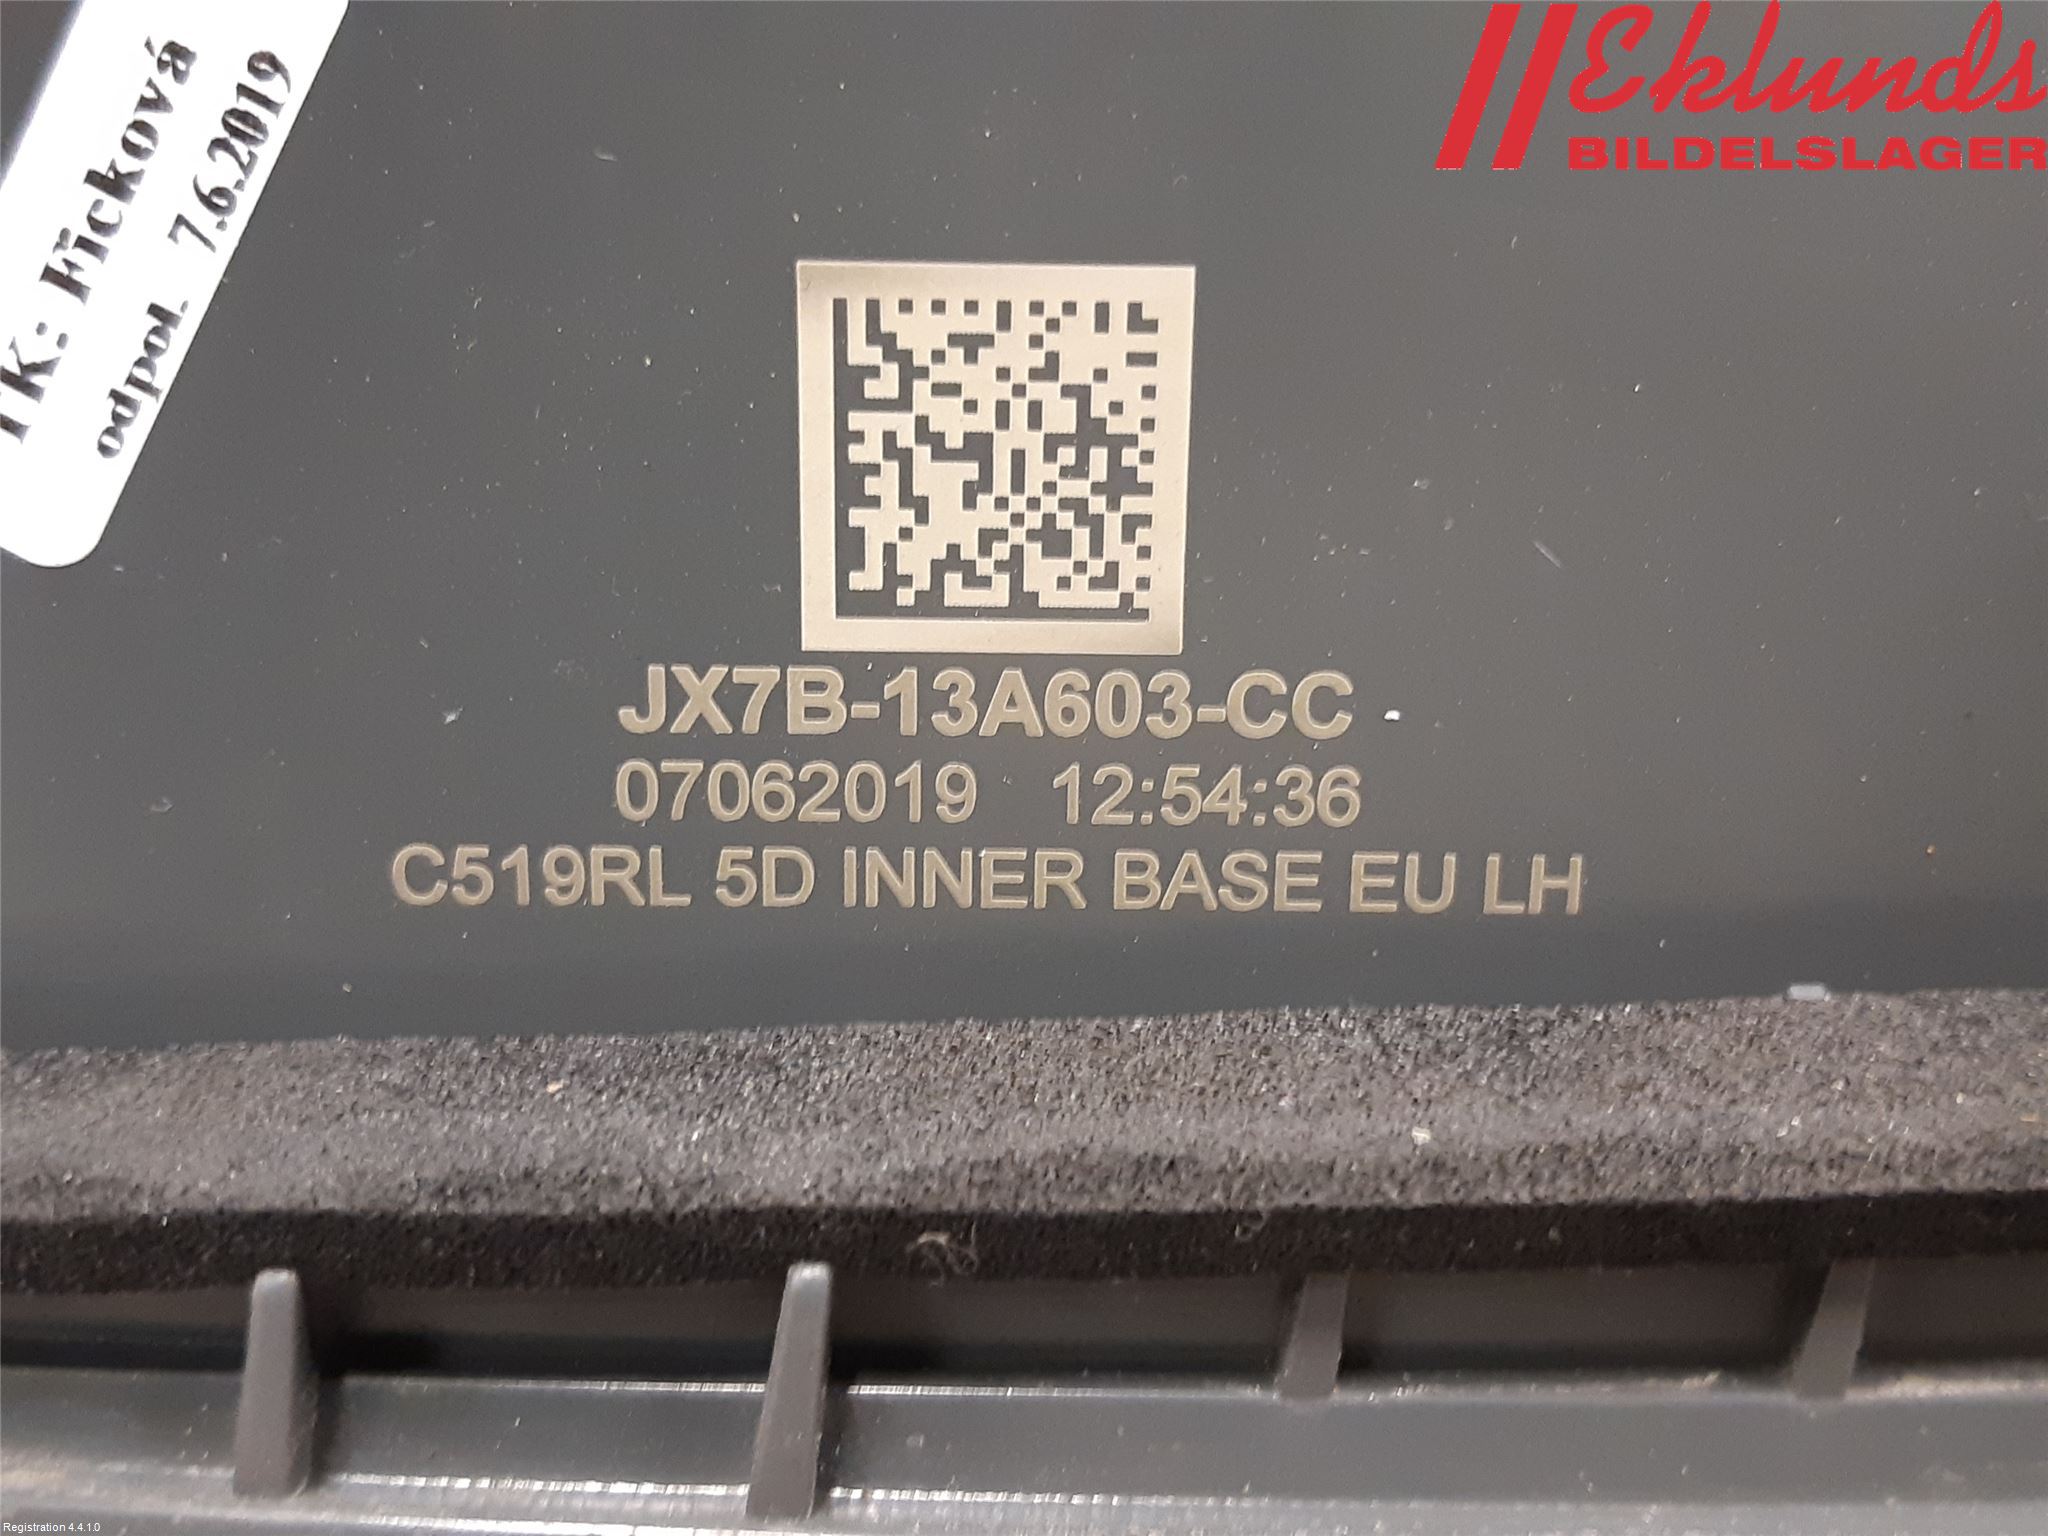 TK: Ficková
odpol. 7.6.2019
Eklunds
BILDELSLAGER
JX7B-13A603-CC
07062019 12:54:36
C519RL 5D INNER BASE EU LH
Registration 4.4.1.0